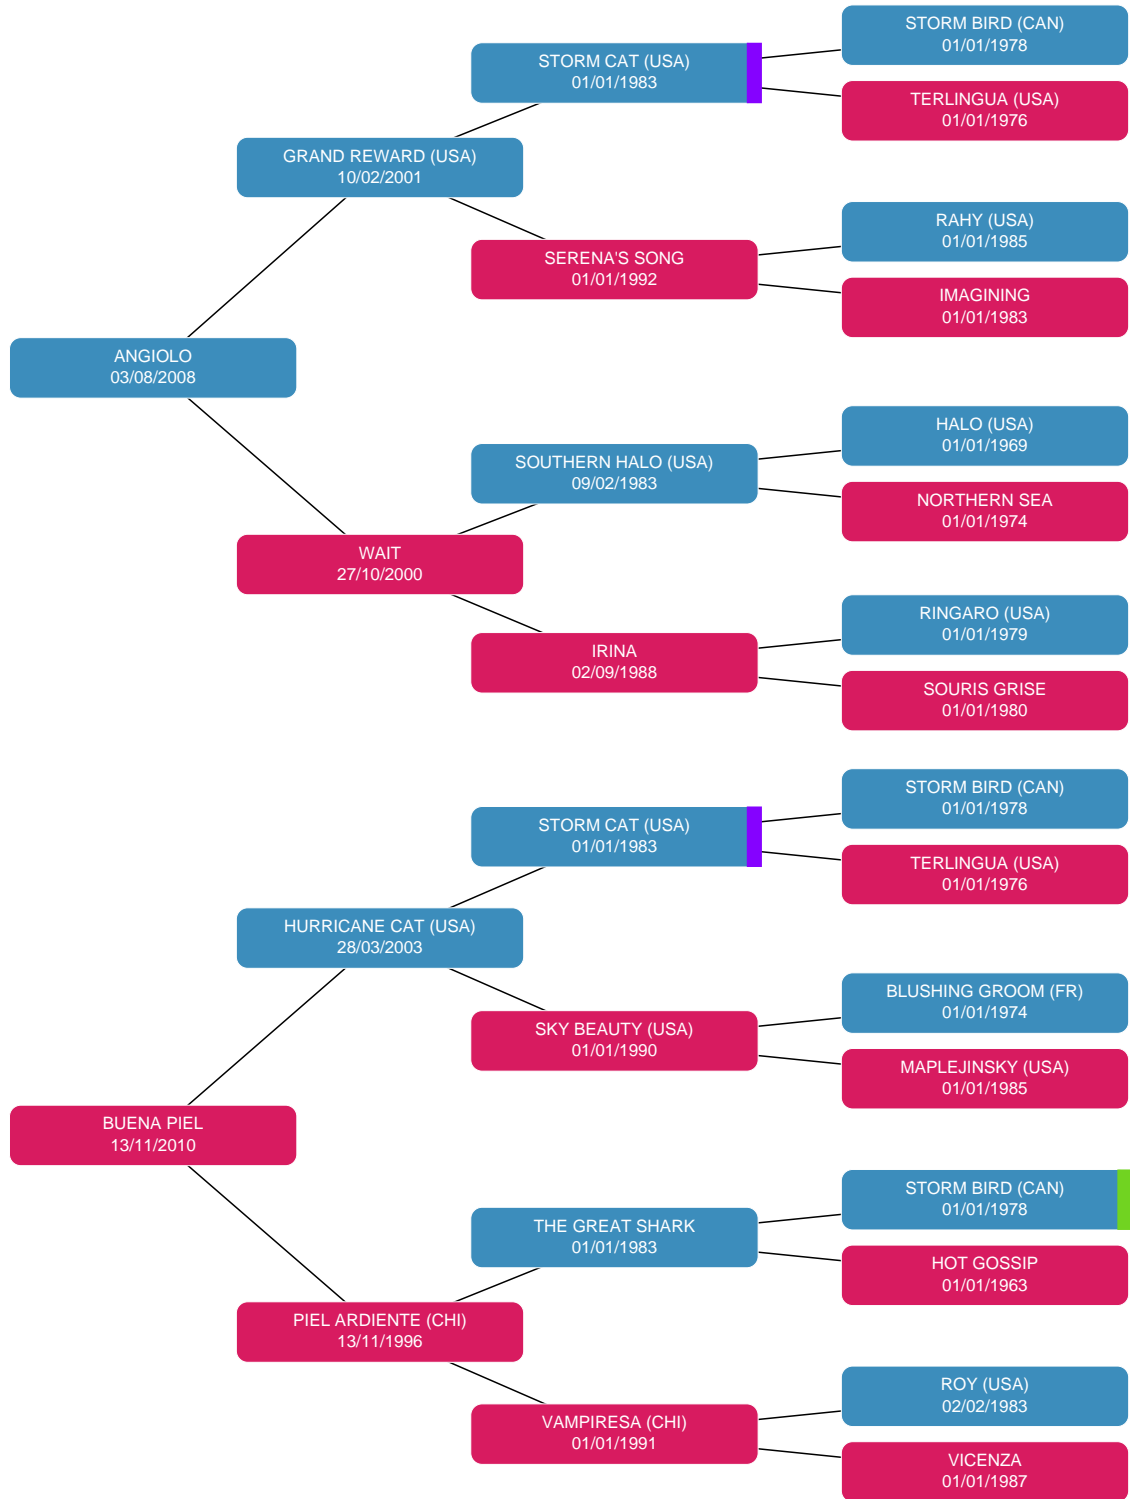 STORM BIRD (CAN)
01/01/1978
STORM CAT (USA)
01/01/1983
TERLINGUA (USA)
01/01/1976
GRAND REWARD (USA)
10/02/2001
RAHY (USA)
01/01/1985
SERENA'S SONG
01/01/1992
IMAGINING
01/01/1983
ANGIOLO
03/08/2008
HALO (USA)
01/01/1969
SOUTHERN HALO (USA)
09/02/1983
NORTHERN SEA
01/01/1974
WAIT
27/10/2000
RINGARO (USA)
01/01/1979
IRINA
02/09/1988
SOURIS GRISE
01/01/1980
STORM BIRD (CAN)
01/01/1978
STORM CAT (USA)
01/01/1983
TERLINGUA (USA)
01/01/1976
HURRICANE CAT (USA)
28/03/2003
BLUSHING GROOM (FR)
01/01/1974
SKY BEAUTY (USA)
01/01/1990
MAPLEJINSKY (USA)
01/01/1985
BUENA PIEL
13/11/2010
STORM BIRD (CAN)
01/01/1978
THE GREAT SHARK
01/01/1983
HOT GOSSIP
01/01/1963
PIEL ARDIENTE (CHI)
13/11/1996
ROY (USA)
02/02/1983
VAMPIRESA (CHI)
01/01/1991
VICENZA
01/01/1987